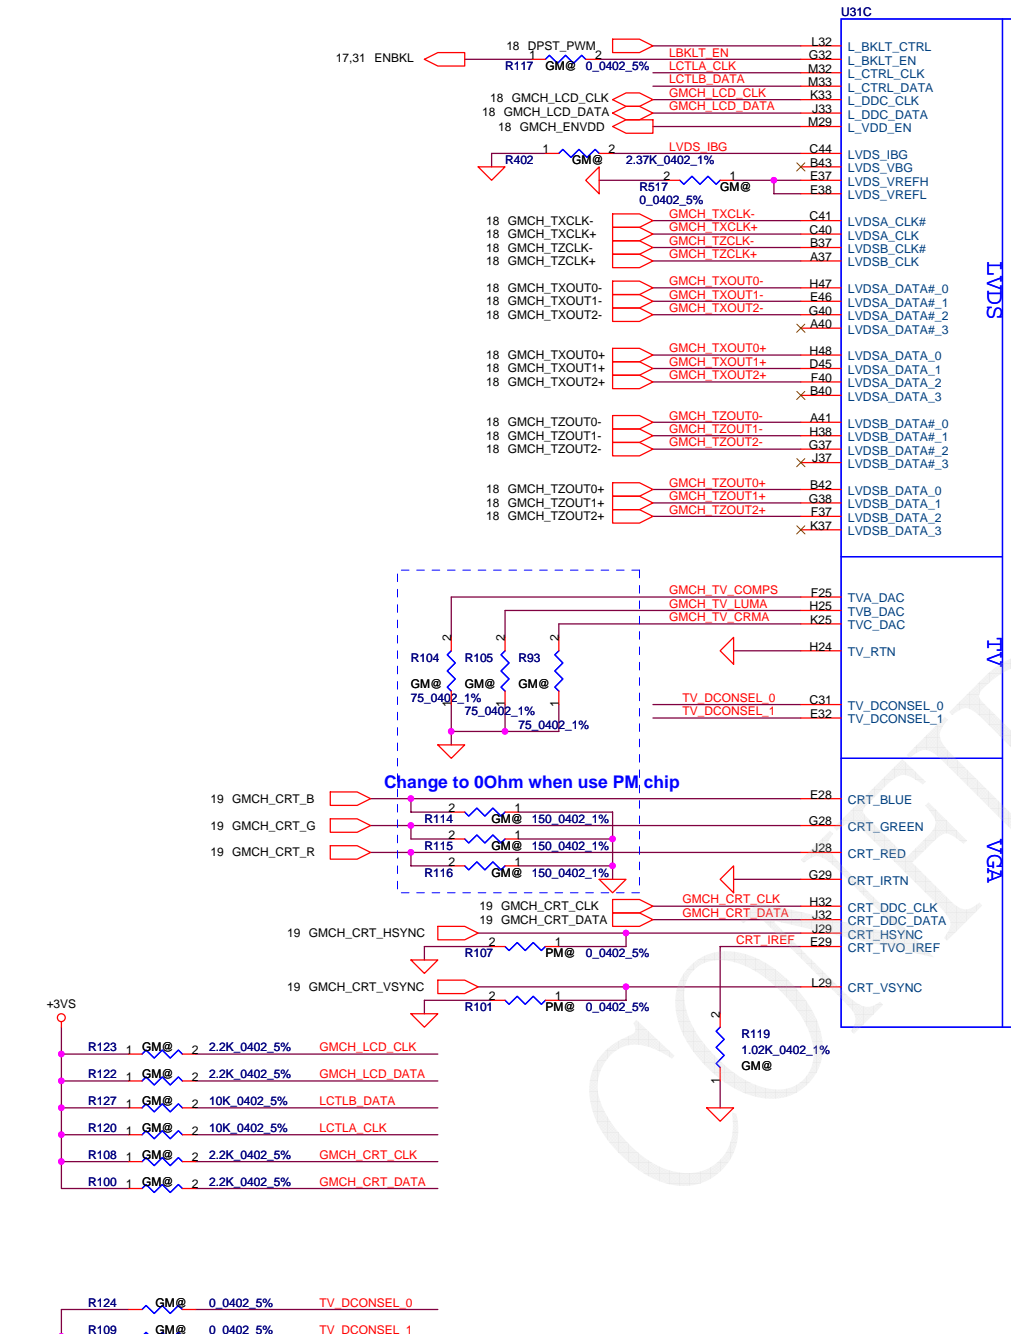 U31C
18 DPST_PWM L32 L_BKLT_CTRL
17,31 ENBKL 1 2 LBKLT_EN G32 L_BKLT_EN
R117 GM@ 0_0402_5% LCTLA_CLK M32 L_CTRL_CLK
LCTLB_DATA M33 L_CTRL_DATA
18 GMCH_LCD_CLK GMCH_LCD_CLK K33 L_DDC_CLK
18 GMCH_LCD_DATA GMCH_LCD_DATA J33 L_DDC_DATA
18 GMCH_ENVDD M29 L_VDD_EN
1 2 LVDS_IBG C44 LVDS_IBG
R402 GM@ 2.37K_0402_1% B43 LVDS_VBG
2 1 E37 LVDS_VREFH
R517 GM@ E38 LVDS_VREFL
0_0402_5%
18 GMCH_TXCLK- GMCH_TXCLK- C41 LVDSA_CLK#
18 GMCH_TXCLK+ GMCH_TXCLK+ C40 LVDSA_CLK
18 GMCH_TZCLK- GMCH_TZCLK- B37 LVDSB_CLK#
18 GMCH_TZCLK+ GMCH_TZCLK+ A37 LVDSB_CLK
LVDS
18 GMCH_TXOUT0- GMCH_TXOUT0- H47 LVDSA_DATA#_0
18 GMCH_TXOUT1- GMCH_TXOUT1- E46 LVDSA_DATA#_1
18 GMCH_TXOUT2- GMCH_TXOUT2- G40 LVDSA_DATA#_2
A40 LVDSA_DATA#_3
18 GMCH_TXOUT0+ GMCH_TXOUT0+ H48 LVDSA_DATA_0
18 GMCH_TXOUT1+ GMCH_TXOUT1+ D45 LVDSA_DATA_1
18 GMCH_TXOUT2+ GMCH_TXOUT2+ F40 LVDSA_DATA_2
B40 LVDSA_DATA_3
18 GMCH_TZOUT0- GMCH_TZOUT0- A41 LVDSB_DATA#_0
18 GMCH_TZOUT1- GMCH_TZOUT1- H38 LVDSB_DATA#_1
18 GMCH_TZOUT2- GMCH_TZOUT2- G37 LVDSB_DATA#_2
J37 LVDSB_DATA#_3
18 GMCH_TZOUT0+ GMCH_TZOUT0+ B42 LVDSB_DATA_0
18 GMCH_TZOUT1+ GMCH_TZOUT1+ G38 LVDSB_DATA_1
18 GMCH_TZOUT2+ GMCH_TZOUT2+ F37 LVDSB_DATA_2
K37 LVDSB_DATA_3
GMCH_TV_COMPS F25 TVA_DAC
GMCH_TV_LUMA H25 TVB_DAC
GMCH_TV_CRMA K25 TVC_DAC
2 2 2
H24 TV_RTN
TV
R104 R105 R93
GM@ GM@ GM@
75_0402_1% 75_0402_1% 75_0402_1%
1 1 1
TV_DCONSEL_0 C31 TV_DCONSEL_0
TV_DCONSEL_1 E32 TV_DCONSEL_1
Change to 0Ohm when use PM chip
19 GMCH_CRT_B E28 CRT_BLUE
2 1
R114 GM@ 150_0402_1%
19 GMCH_CRT_G G28 CRT_GREEN
2 1
R115 GM@ 150_0402_1%
19 GMCH_CRT_R J28 CRT_RED
2 1
R116 GM@ 150_0402_1%
VGA
G29 CRT_IRTN
19 GMCH_CRT_CLK GMCH_CRT_CLK H32 CRT_DDC_CLK
19 GMCH_CRT_DATA GMCH_CRT_DATA J32 CRT_DDC_DATA
19 GMCH_CRT_HSYNC J29 CRT_HSYNC
2 1 CRT_IREF E29 CRT_TVO_IREF
R107 PM@ 0_0402_5%
19 GMCH_CRT_VSYNC L29 CRT_VSYNC
2 1
R101 PM@ 0_0402_5%
+3VS
2
R119
1.02K_0402_1%
GM@
1
R123 1 GM@ 2 2.2K_0402_5% GMCH_LCD_CLK
R122 1 GM@ 2 2.2K_0402_5% GMCH_LCD_DATA
R127 1 GM@ 2 10K_0402_5% LCTLB_DATA
R120 1 GM@ 2 10K_0402_5% LCTLA_CLK
R108 1 GM@ 2 2.2K_0402_5% GMCH_CRT_CLK
R100 1 GM@ 2 2.2K_0402_5% GMCH_CRT_DATA
R124 GM@ 0_0402_5% TV_DCONSEL_0
R109 GM@ 0_0402_5% TV_DCONSEL_1